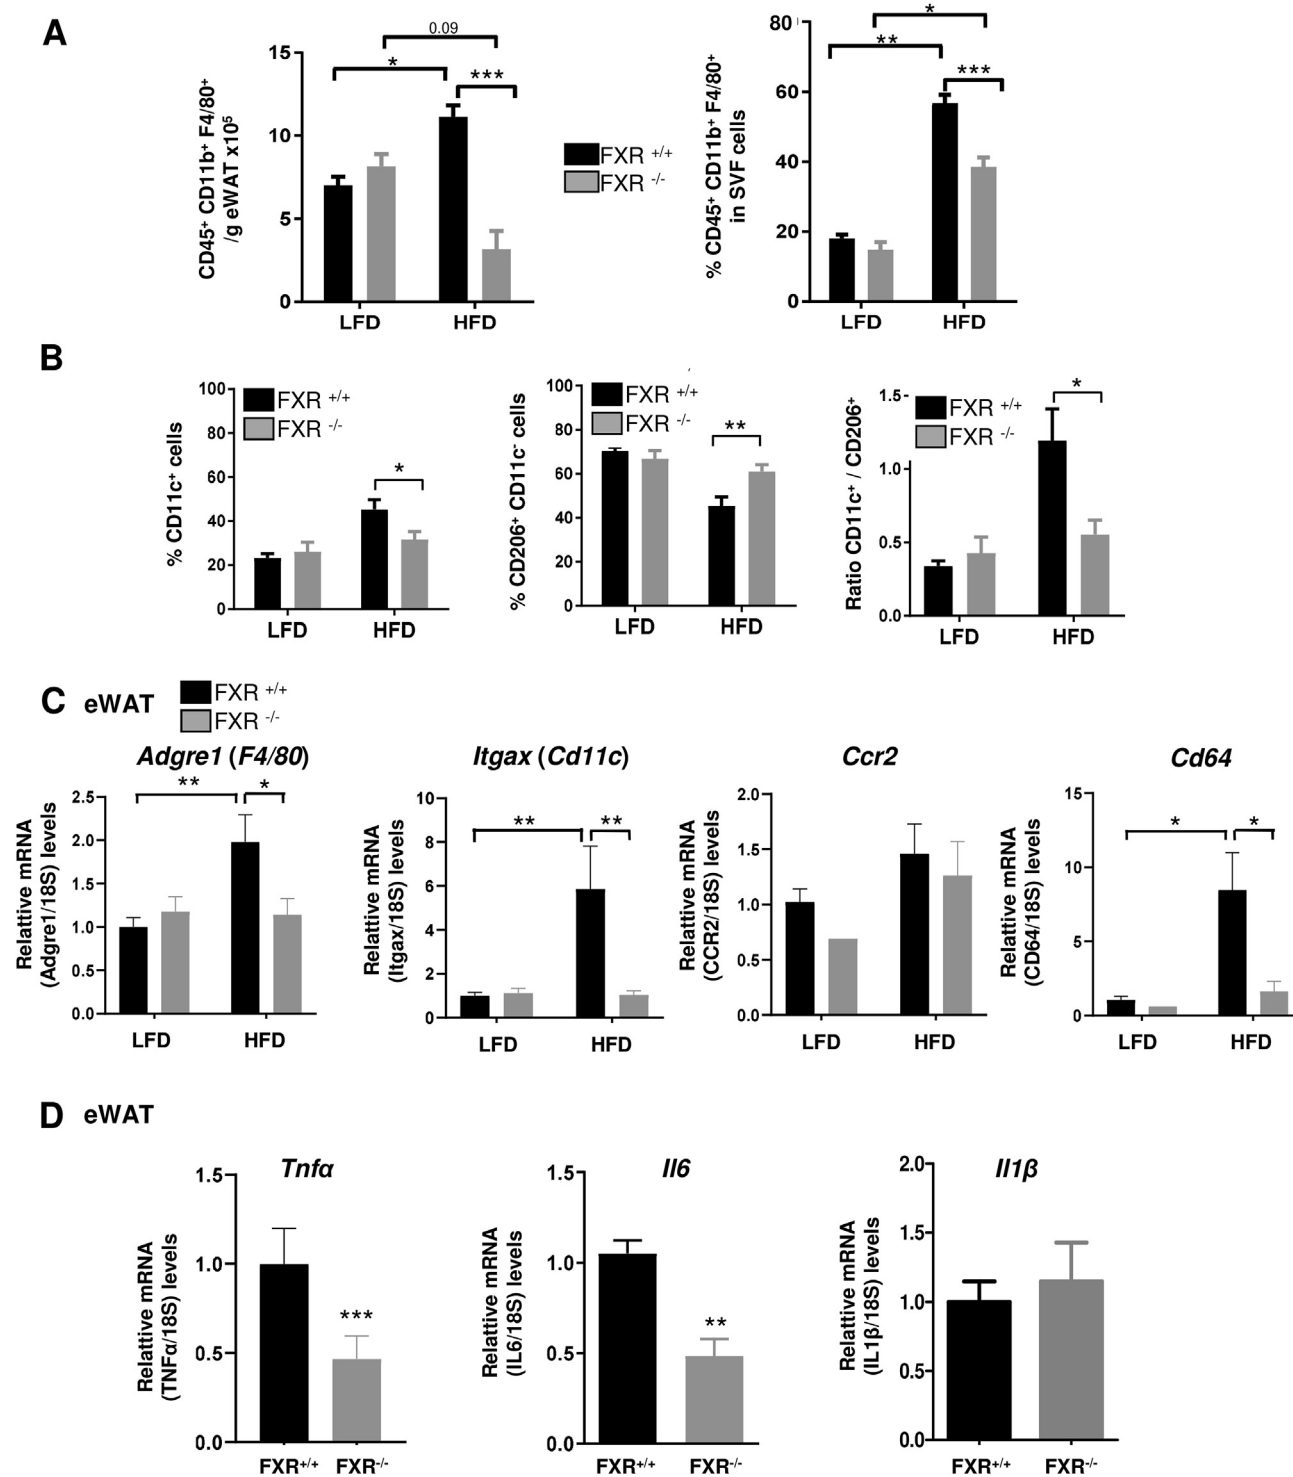 A
CD45⁺ CD11b⁺ F4/80⁺
/g eWAT x10⁵
15
10
5
0
0.09
*
***
LFD
HFD
FXR +/+
FXR -/-
% CD45⁺ CD11b⁺ F4/80⁺
in SVF cells
80
60
40
20
0
*
**
***
LFD
HFD
B
% CD11c⁺ cells
100
80
60
40
20
0
FXR +/+
FXR -/-
*
LFD
HFD
% CD206⁺ CD11c⁻ cells
100
80
60
40
20
0
FXR +/+
FXR -/-
**
LFD
HFD
Ratio CD11c⁺ / CD206⁺
1.5
1.0
0.5
0.0
FXR +/+
FXR -/-
*
LFD
HFD
C eWAT
FXR +/+
FXR -/-
Adgre1 (F4/80)
Relattive mRNA
(Adgre1/18S) levels
2.5
2.0
1.5
1.0
0.5
0.0
**
*
LFD
HFD
Itgax (Cd11c)
Relattive mRNA
(Itgax/18S) levels
10
8
6
4
2
0
**
**
LFD
HFD
Ccr2
Relattive mRNA
(CCR2/18S) levels
2.0
1.5
1.0
0.5
0.0
LFD
HFD
Cd64
Relattive mRNA
(CD64/18S) levels
15
10
5
0
*
*
LFD
HFD
D eWAT
Tnfα
Relattive mRNA
(TNFα/18S) levels
1.5
1.0
0.5
0.0
***
FXR+/+
FXR-/-
Il6
Relattive mRNA
(IL6/18S) levels
1.5
1.0
0.5
0.0
**
FXR+/+
FXR-/-
Il1β
Relattive mRNA
(IL1β/18S) levels
2.0
1.5
1.0
0.5
0.0
FXR+/+
FXR-/-